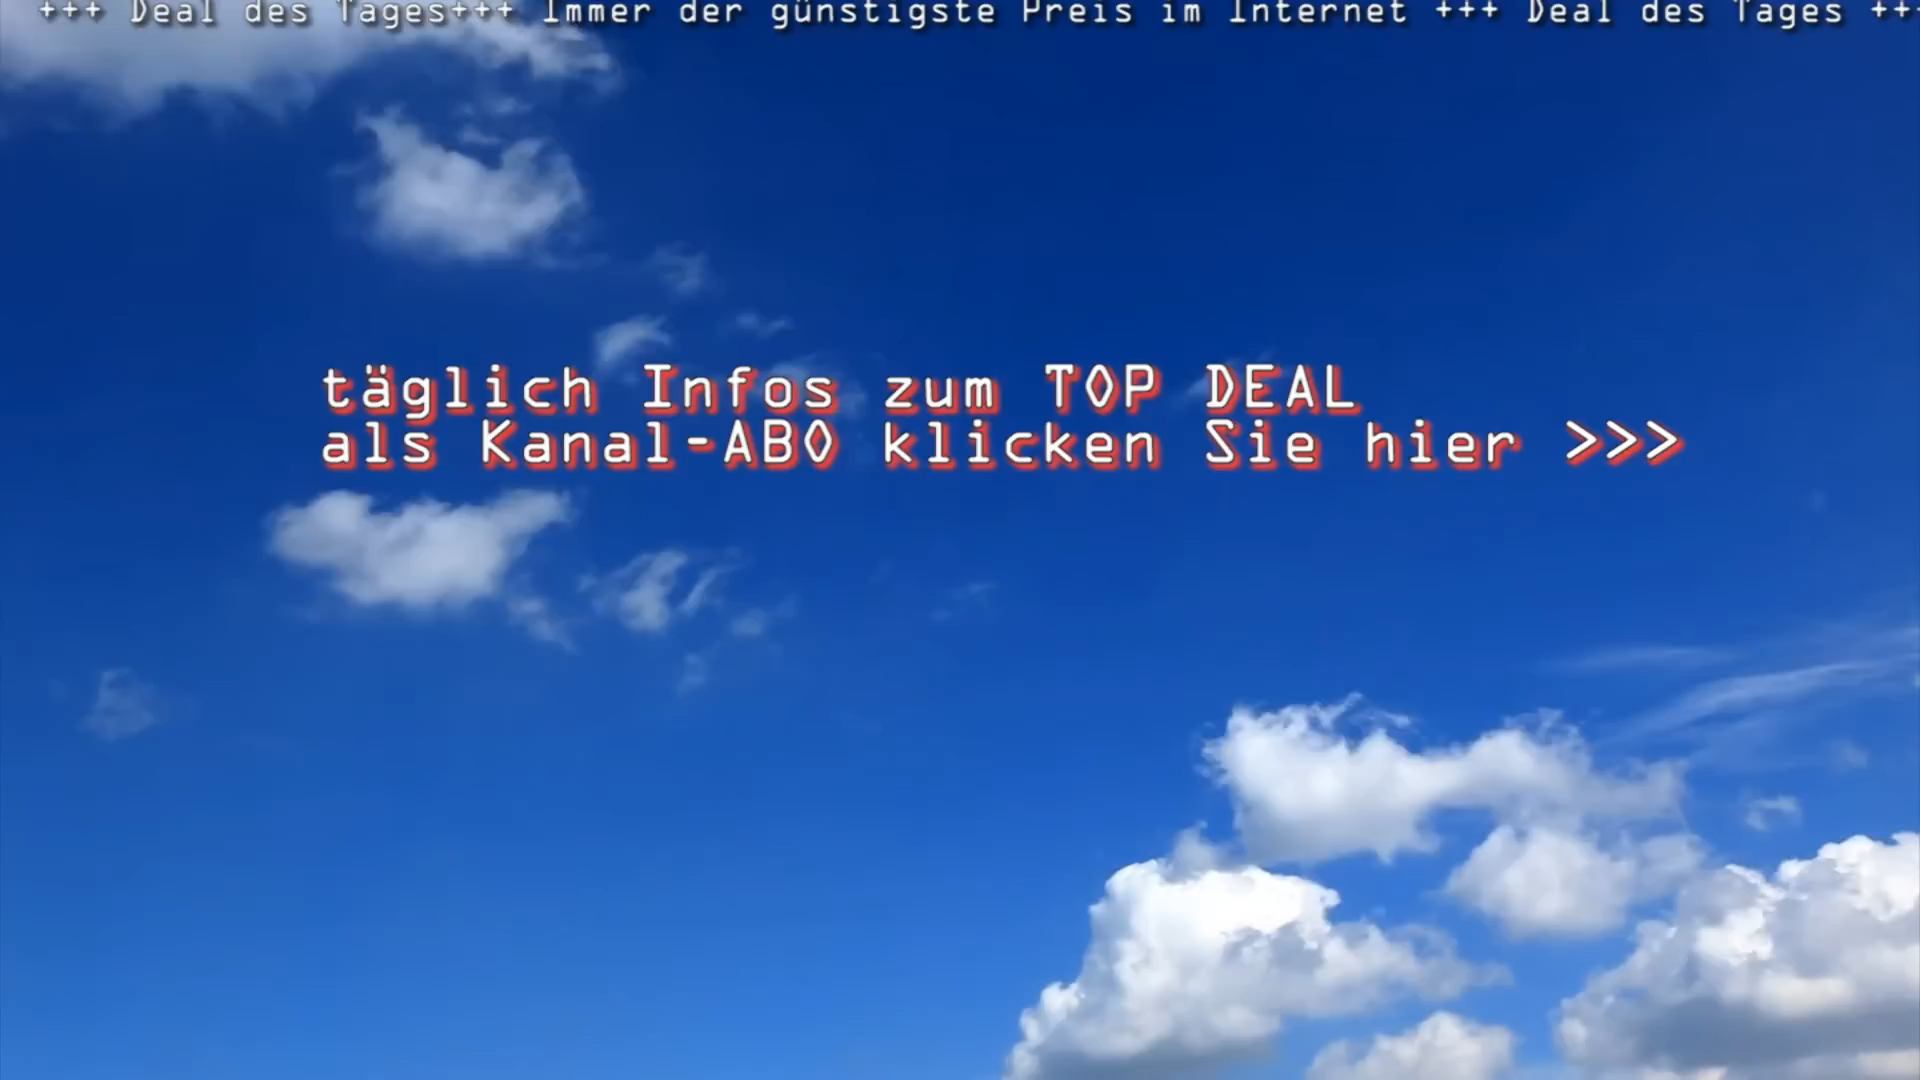 +++ Deal des Tages+++ Immer der günstigste Preis im Internet +++ Deal des Tages ++
täglich Infos zum TOP DEAL
als Kanal-ABO klicken Sie hier >>>